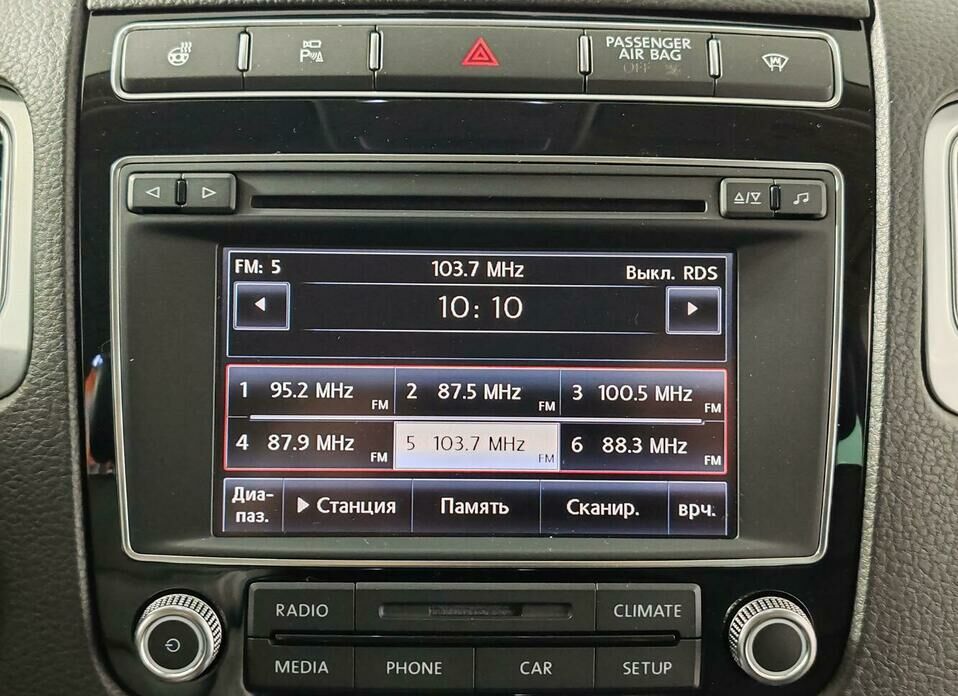 PASSENGER
AIR BAG
OFF
FM: 5 103.7 MHz Выкл. RDS
10:10
1 95.2 MHz FM 2 87.5 MHz FM 3 100.5 MHz FM
4 87.9 MHz FM 5 103.7 MHz FM 6 88.3 MHz FM
Диа-
паз. Станция Память Сканир. врч.
RADIO CLIMATE
MEDIA PHONE CAR SETUP